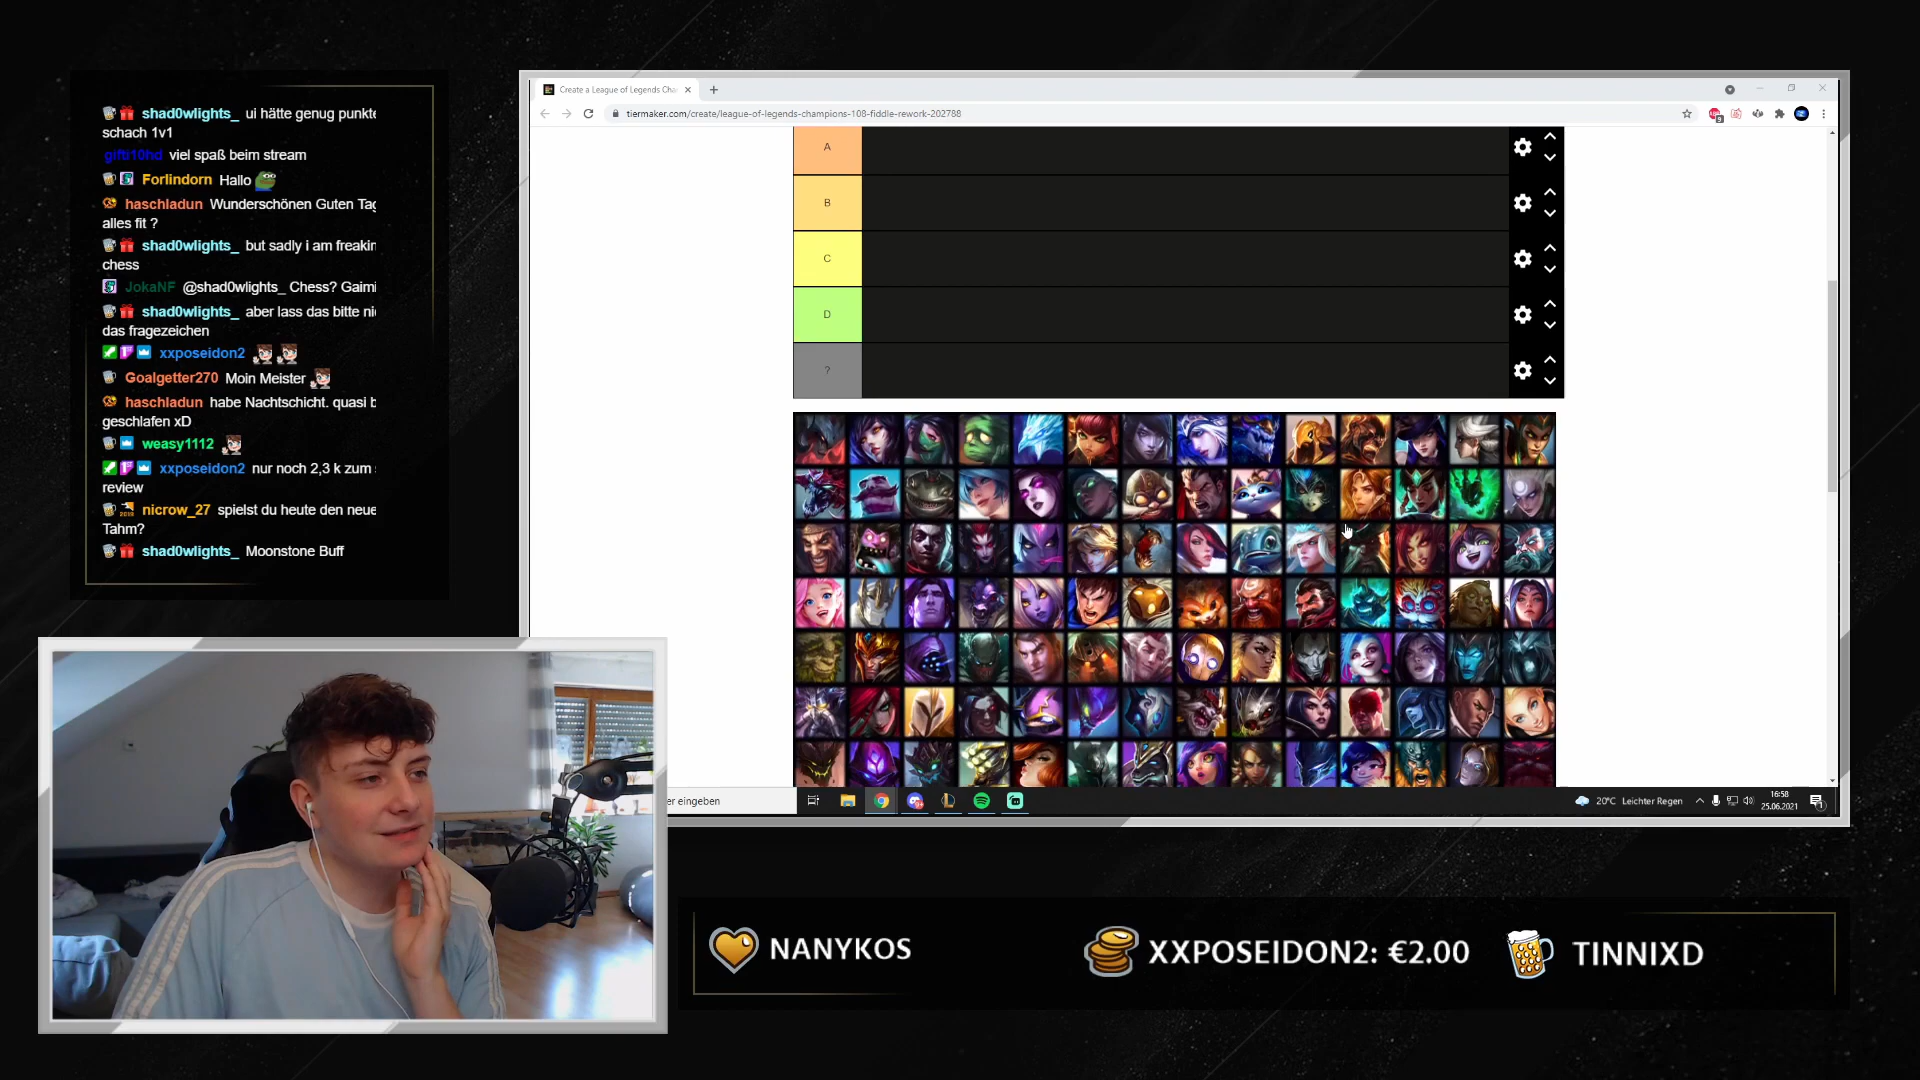 shad0wlights_ ui hätte genug punkte
schach 1v1
gifti10hd viel spaß beim stream
Forlindorn Hallo
haschladun Wunderschönen Guten Tag
alles fit ?
shad0wlights_ but sadly i am freakin
chess
JokaNF @shad0wlights_ Chess? Gaimi
shad0wlights_ aber lass das bitte nic
das fragezeichen
xxposeidon2
Goalgetter270 Moin Meister
haschladun habe Nachtschicht. quasi b
geschlafen xD
weasy1112
xxposeidon2 nur noch 2,3 k zum
review
nicrow_27 spielst du heute den neue
Tahm?
shad0wlights_ Moonstone Buff
Create a League of Legends Cha
tiermaker.com/create/league-of-legends-champions-108-fiddle-rework-202788
A
B
C
D
?
er eingeben
20°C Leichter Regen
16:58
25.06.2021
NANYKOS
XXPOSEIDON2: €2.00
TINNIXD